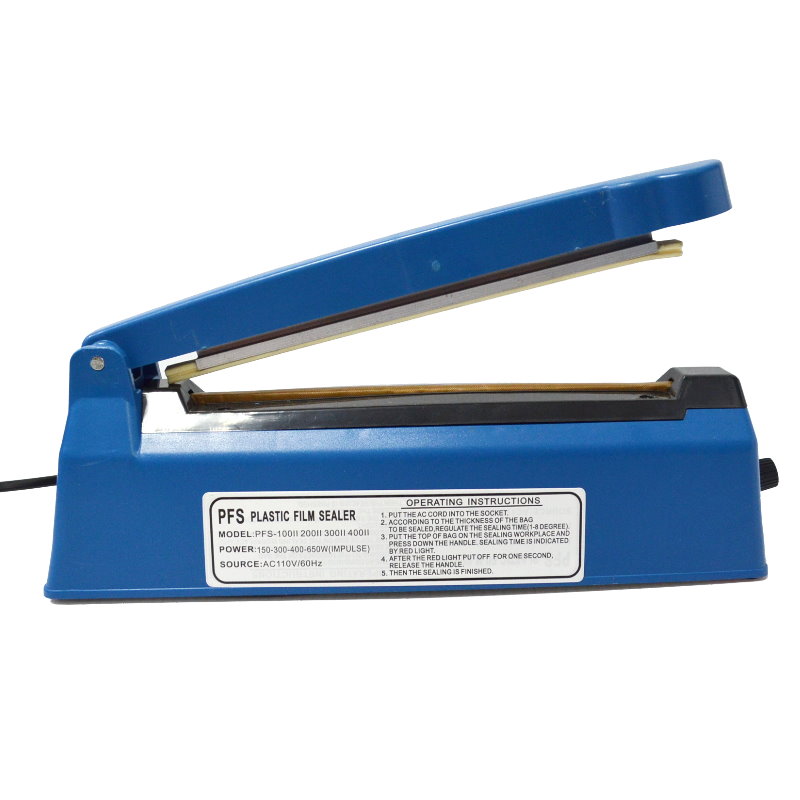 PFS PLASTIC FILM SEALER
MODEL:PFS-100II 200II 300II 400II
POWER:150-300-400-650W(IMPULSE)
SOURCE:AC110V/60Hz
OPERATING INSTRUCTIONS
1. PUT THE AC CORD INTO THE SOCKET.
2. ACCORDING TO THE THICKNESS OF THE BAG
TO BE SEALED,REGULATE THE SEALING TIME(1-8 DEGREE).
3. PUT THE TOP OF BAG ON THE SEALING WORKPLACE AND
PRESS DOWN THE HANDLE. SEALING TIME IS INDICATED
BY RED LIGHT.
4. AFTER THE RED LIGHT PUT OFF FOR ONE SECOND,
RELEASE THE HANDLE.
5. THEN THE SEALING IS FINISHED.